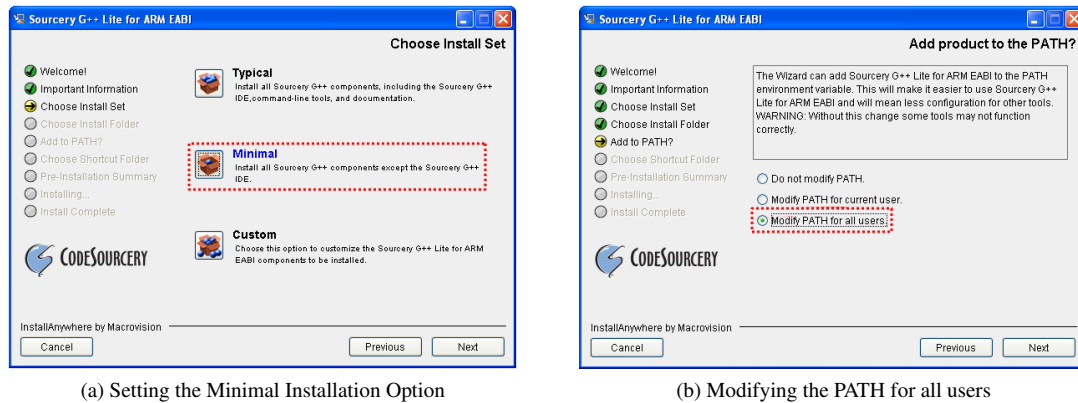 Sourcery G++ Lite for ARM EABI
Choose Install Set
Welcome!
Important Information
Choose Install Set
Choose Install Folder
Add to PATH?
Choose Shortcut Folder
Pre-Installation Summary
Installing...
Install Complete
Typical
Install all Sourcery G++ components, including the Sourcery G++
IDE,command-line tools, and documentation.
Minimal
Install all Sourcery G++ components except the Sourcery G++
IDE.
Custom
Choose this option to customize the Sourcery G++ Lite for ARM
EABI components to be installed.
CODESOURCERY
InstallAnywhere by Macrovision
Cancel
Previous
Next
(a) Setting the Minimal Installation Option
Sourcery G++ Lite for ARM EABI
Add product to the PATH?
Welcome!
Important Information
Choose Install Set
Choose Install Folder
Add to PATH?
Choose Shortcut Folder
Pre-Installation Summary
Installing...
Install Complete
The Wizard can add Sourcery G++ Lite for ARM EABI to the PATH
environment variable. This will make it easier to use Sourcery G++
Lite for ARM EABI and will mean less configuration for other tools.
WARNING: Without this change some tools may not function
correctly.
Do not modify PATH.
Modify PATH for current user.
Modify PATH for all users.
CODESOURCERY
InstallAnywhere by Macrovision
Cancel
Previous
Next
(b) Modifying the PATH for all users